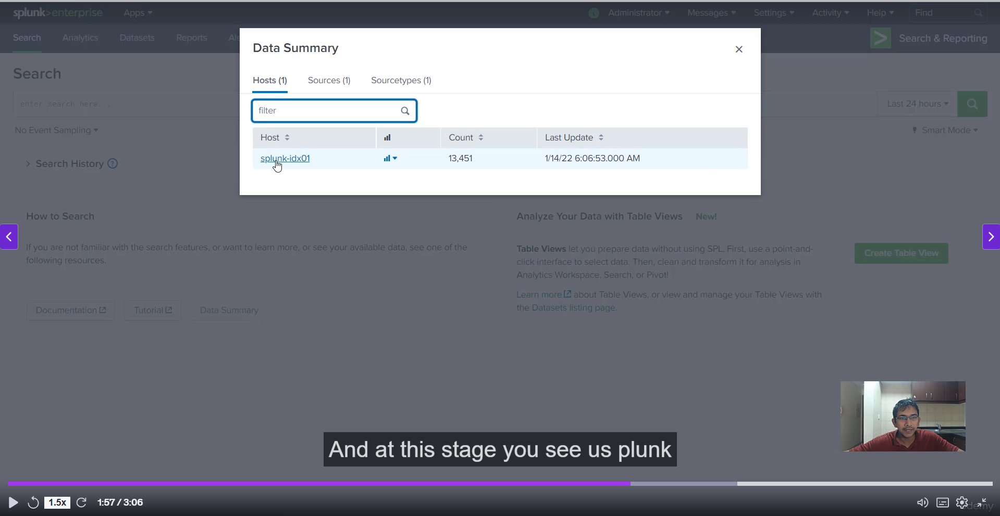 splunk>enterprise Apps Administrator Messages Settings Activity Help Find
Search Analytics Datasets Reports Ale Search & Reporting
Data Summary
Hosts (1) Sources (1) Sourcetypes (1)
Search
enter search here...
filter
Last 24 hours
No Event Sampling
Smart Mode
Host Count Last Update
splunk-idx01 13,451 1/14/22 6:06:53.000 AM
Search History ?
How to Search
If you are not familiar with the search features, or want to learn more, or see your available data, see one of the
following resources.
Documentation Tutorial Data Summary
Analyze Your Data with Table Views New!
Table Views let you prepare data without using SPL. First, use a point-and-
click interface to select data. Then, clean and transform it for analysis in
Analytics Workspace, Search, or Pivot!
Learn more about Table Views, or view and manage your Table Views with
the Datasets listing page.
Create Table View
And at this stage you see us plunk
1.5x 1:57 / 3:06
demy